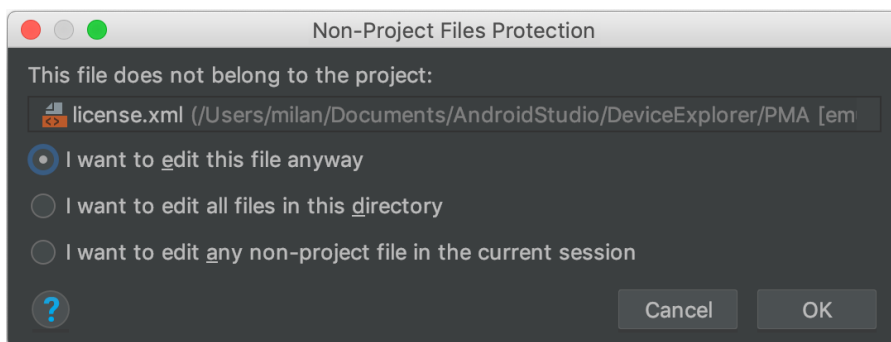 Non-Project Files Protection
This file does not belong to the project:
license.xml (/Users/milan/Documents/AndroidStudio/DeviceExplorer/PMA [em
I want to edit this file anyway
I want to edit all files in this directory
I want to edit any non-project file in the current session
?
Cancel
OK